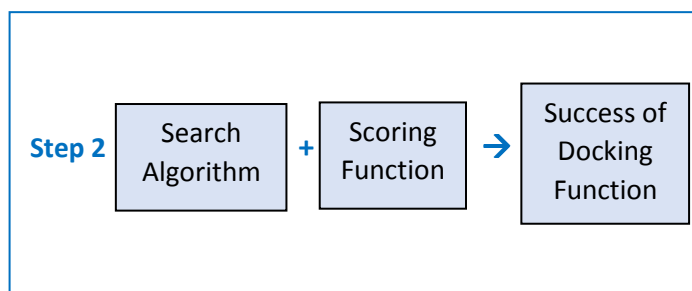 Step 2
Search
Algorithm
+
Scoring
Function
→
Success of
Docking
Function